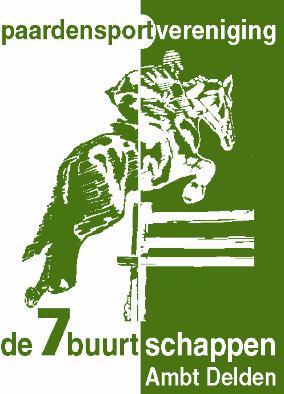 paardensportvereniging
de 7 buurtschappen
Ambt Delden